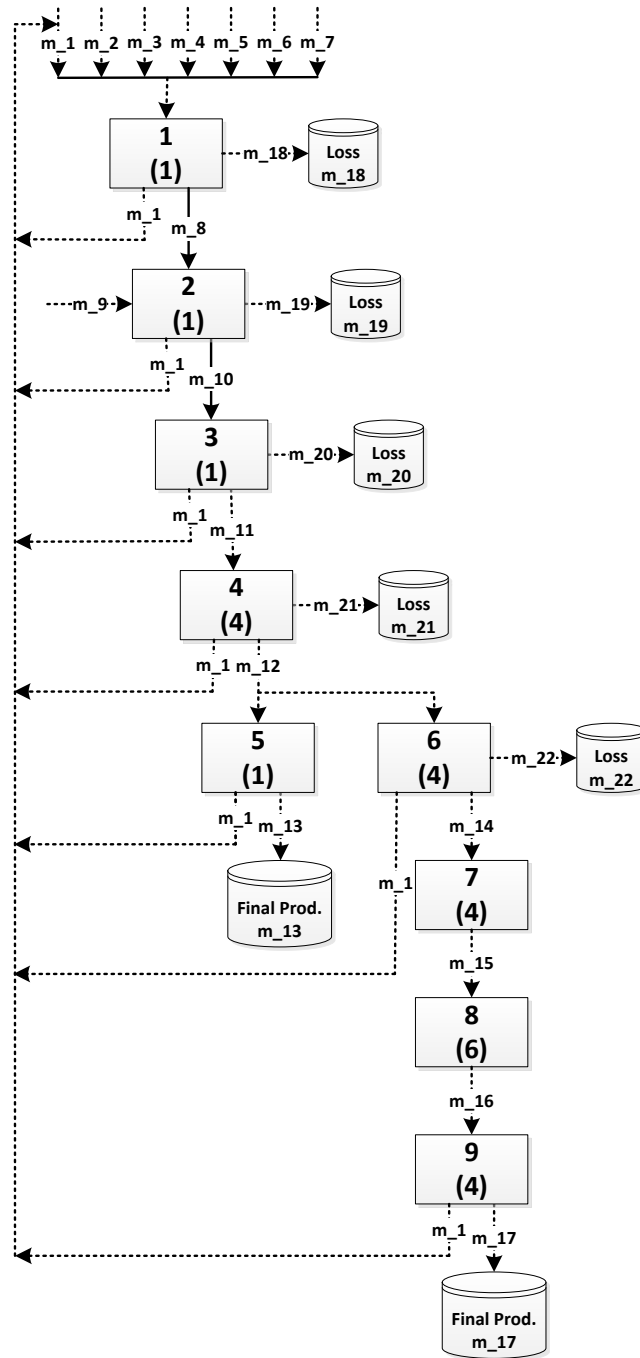 m_1 m_2 m_3 m_4 m_5 m_6 m_7
1
(1)
m_18
Loss
m_18
m_1
m_8
2
(1)
m_9
m_19
Loss
m_19
m_1
m_10
3
(1)
m_20
Loss
m_20
m_1
m_11
4
(4)
m_21
Loss
m_21
m_1
m_12
5
(1)
6
(4)
m_22
Loss
m_22
m_1
m_13
m_14
Final Prod.
m_13
m_1
7
(4)
m_15
8
(6)
m_16
9
(4)
m_1
m_17
Final Prod.
m_17